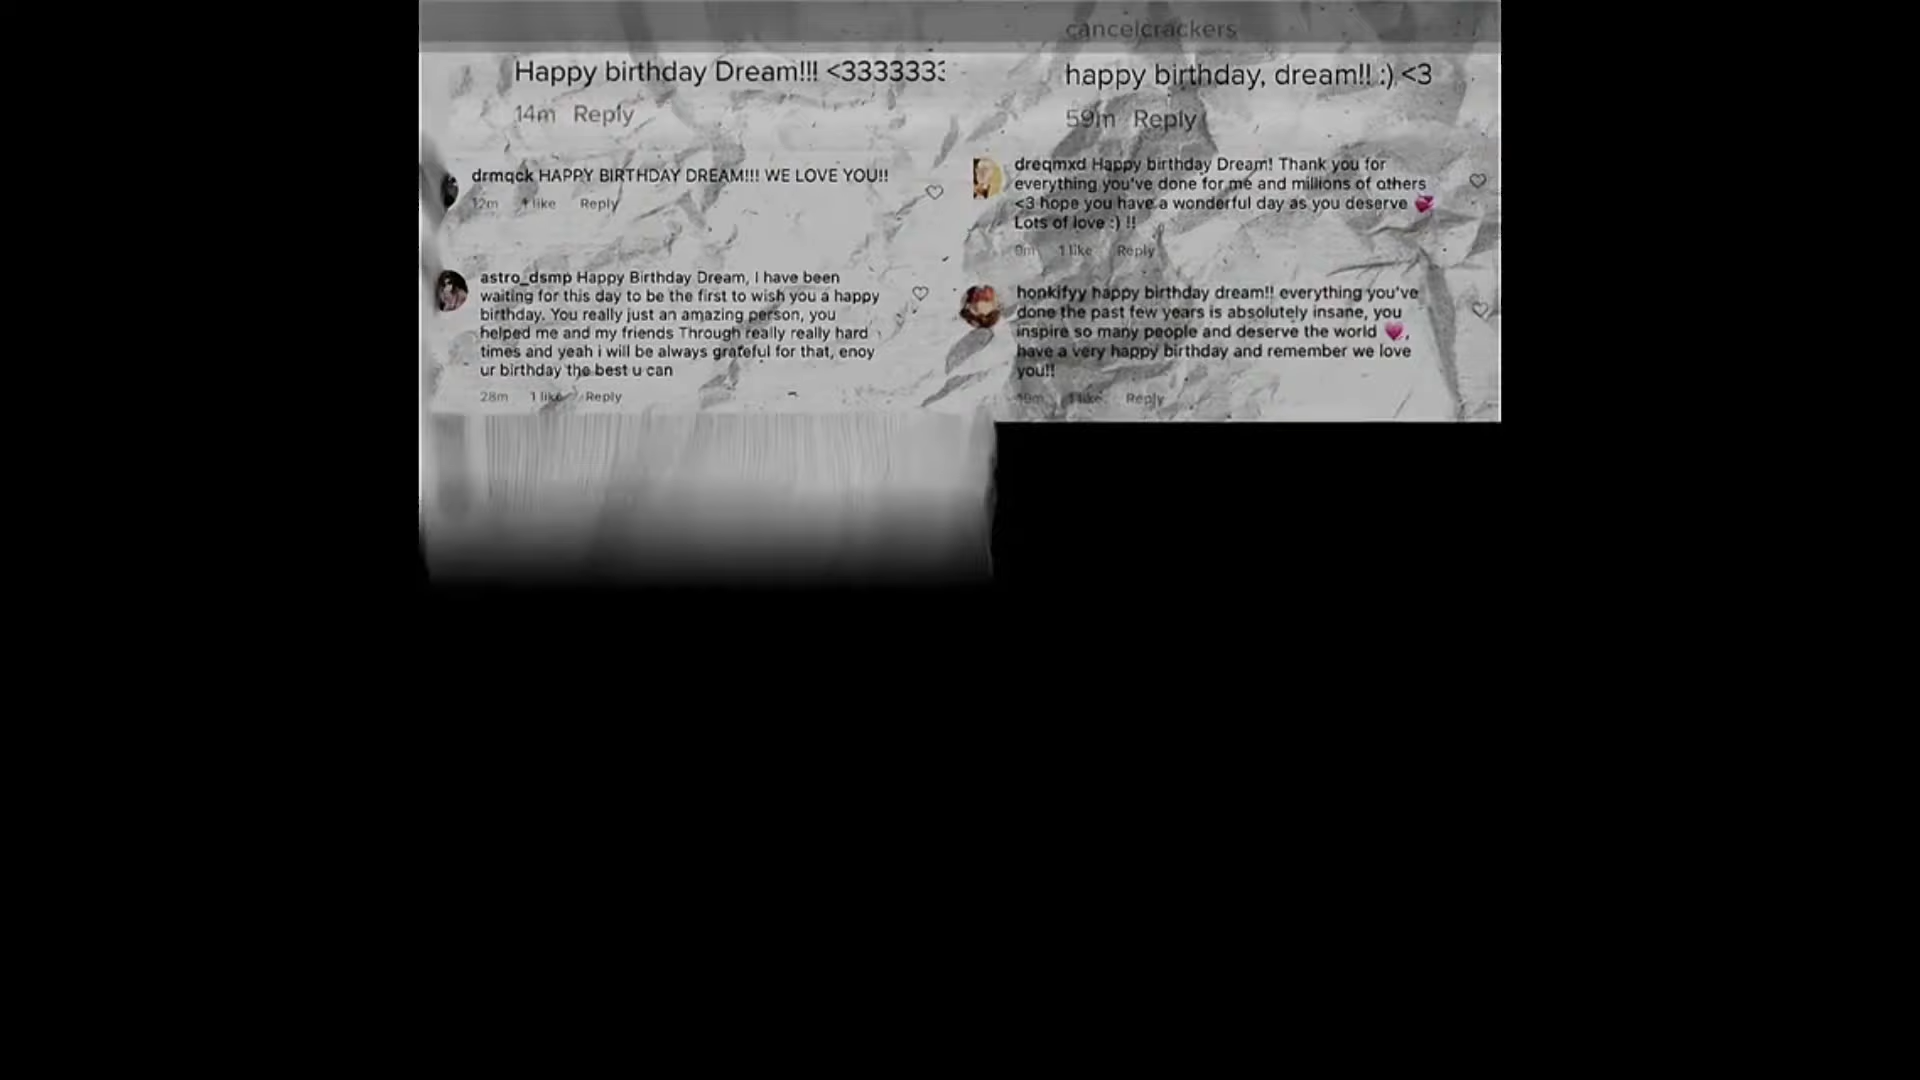 Happy birthday Dream!!! <3333333
14m Reply
drmqck HAPPY BIRTHDAY DREAM!!! WE LOVE YOU!!
12m 1 like Reply
astro_dsmp Happy Birthday Dream, I have been
waiting for this day to be the first to wish you a happy
birthday. You really just an amazing person, you
helped me and my friends Through really really hard
times and yeah i will be always grateful for that, enoy
ur birthday the best u can
28m 1 like Reply
cancelcrackers
happy birthday, dream!! :) <3
59m Reply
dreqmxd Happy birthday Dream! Thank you for
everything you've done for me and millions of others
<3 hope you have a wonderful day as you deserve 💞
Lots of love :) !!
1 like Reply
honkifyy happy birthday dream!! everything you've
done the past few years is absolutely insane, you
inspire so many people and deserve the world 💗,
have a very happy birthday and remember we love
you!!
1 like Reply